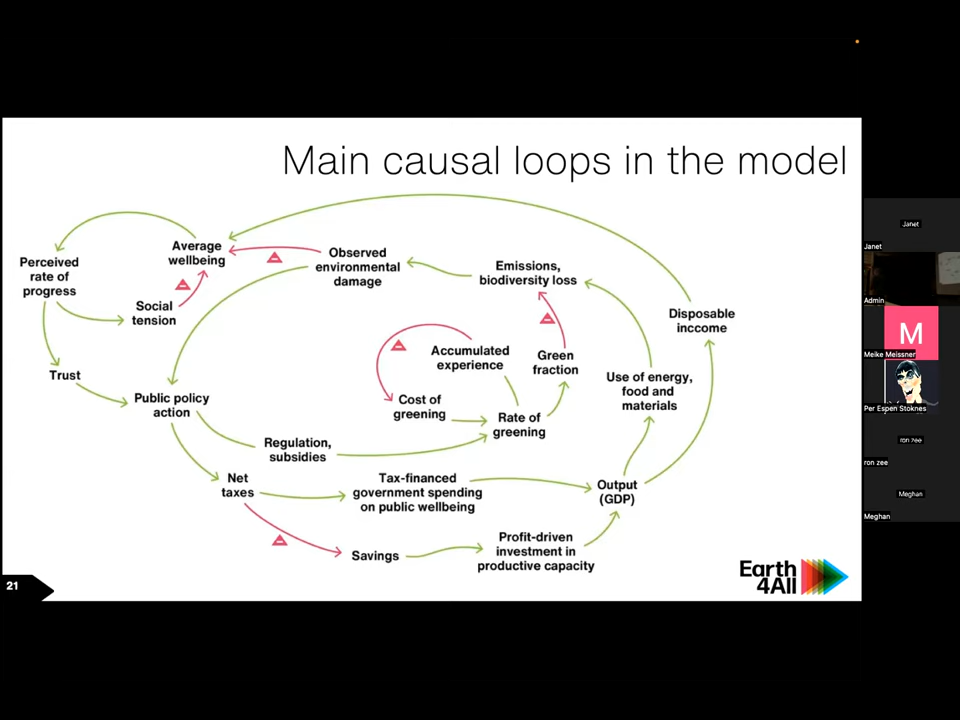 Main causal loops in the model
Average
wellbeing
Perceived
rate of
progress
Observed
environmental
damage
Emissions,
biodiversity loss
Social
tension
Disposable
inccome
Trust
Accumulated
experience
Green
fraction
Use of energy,
food and
materials
Public policy
action
Cost of
greening
Rate of
greening
Regulation,
subsidies
Net
taxes
Tax-financed
government spending
on public wellbeing
Output
(GDP)
Savings
Profit-driven
investment in
productive capacity
21
Earth
4All
Janet
Janet
Admin
M
Meike Meissner
Per Espen Stoknes
ron zee
ron zee
Meghan
Meghan